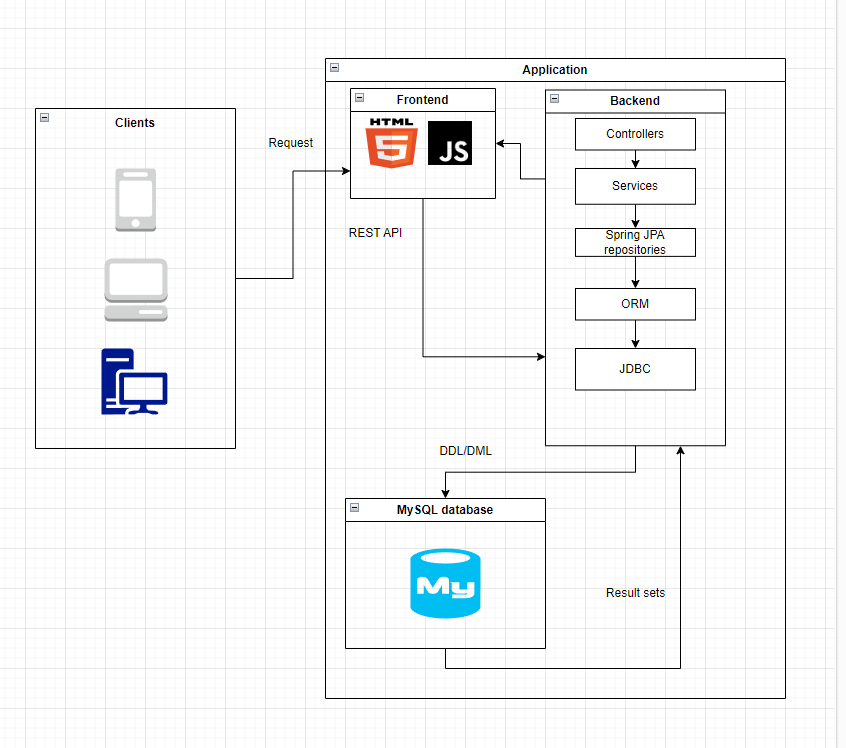 Application
Clients
Frontend
Backend
HTML
5
JS
Controllers
Request
Services
REST API
Spring JPA
repositories
ORM
JDBC
DDL/DML
MySQL database
My
Result sets